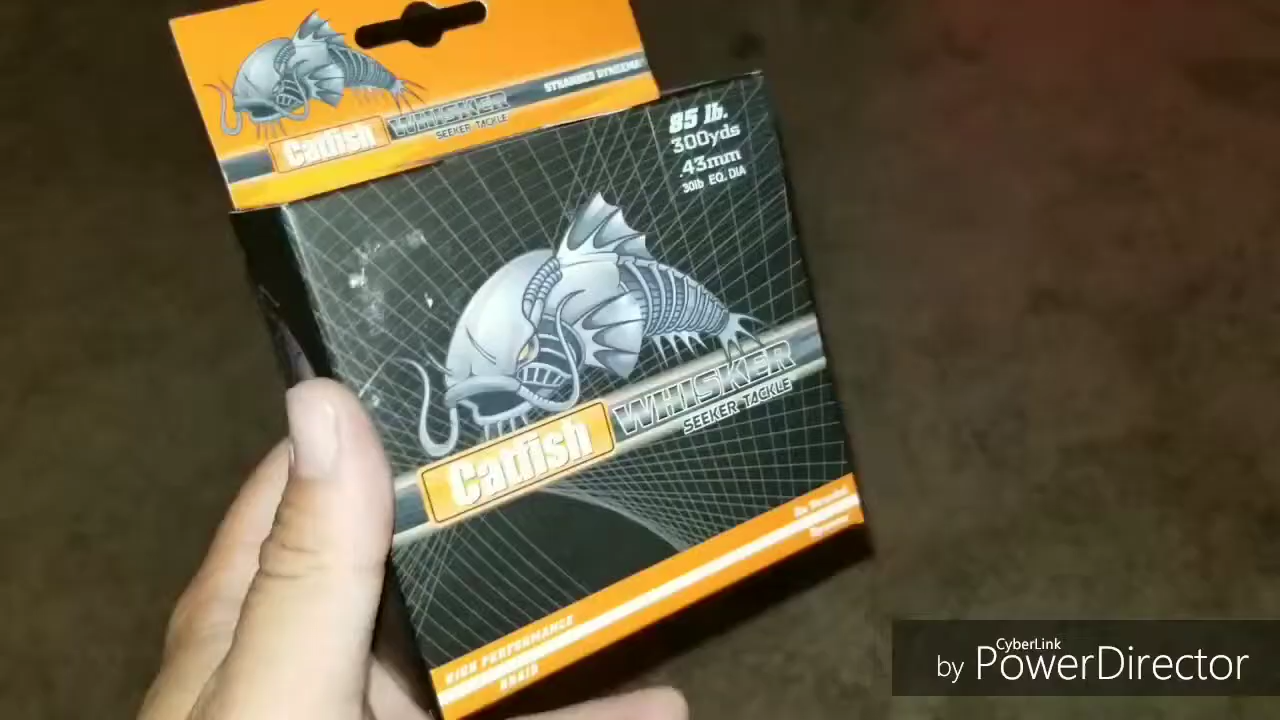 STRANDED DYNEEMA
Catfish WHISKER
SEEKER TACKLE
85 lb.
300yds
.43mm
30lb EQ. DIA
Catfish WHISKER
SEEKER TACKLE
HIGH PERFORMANCE
Braid
CyberLink
by PowerDirector